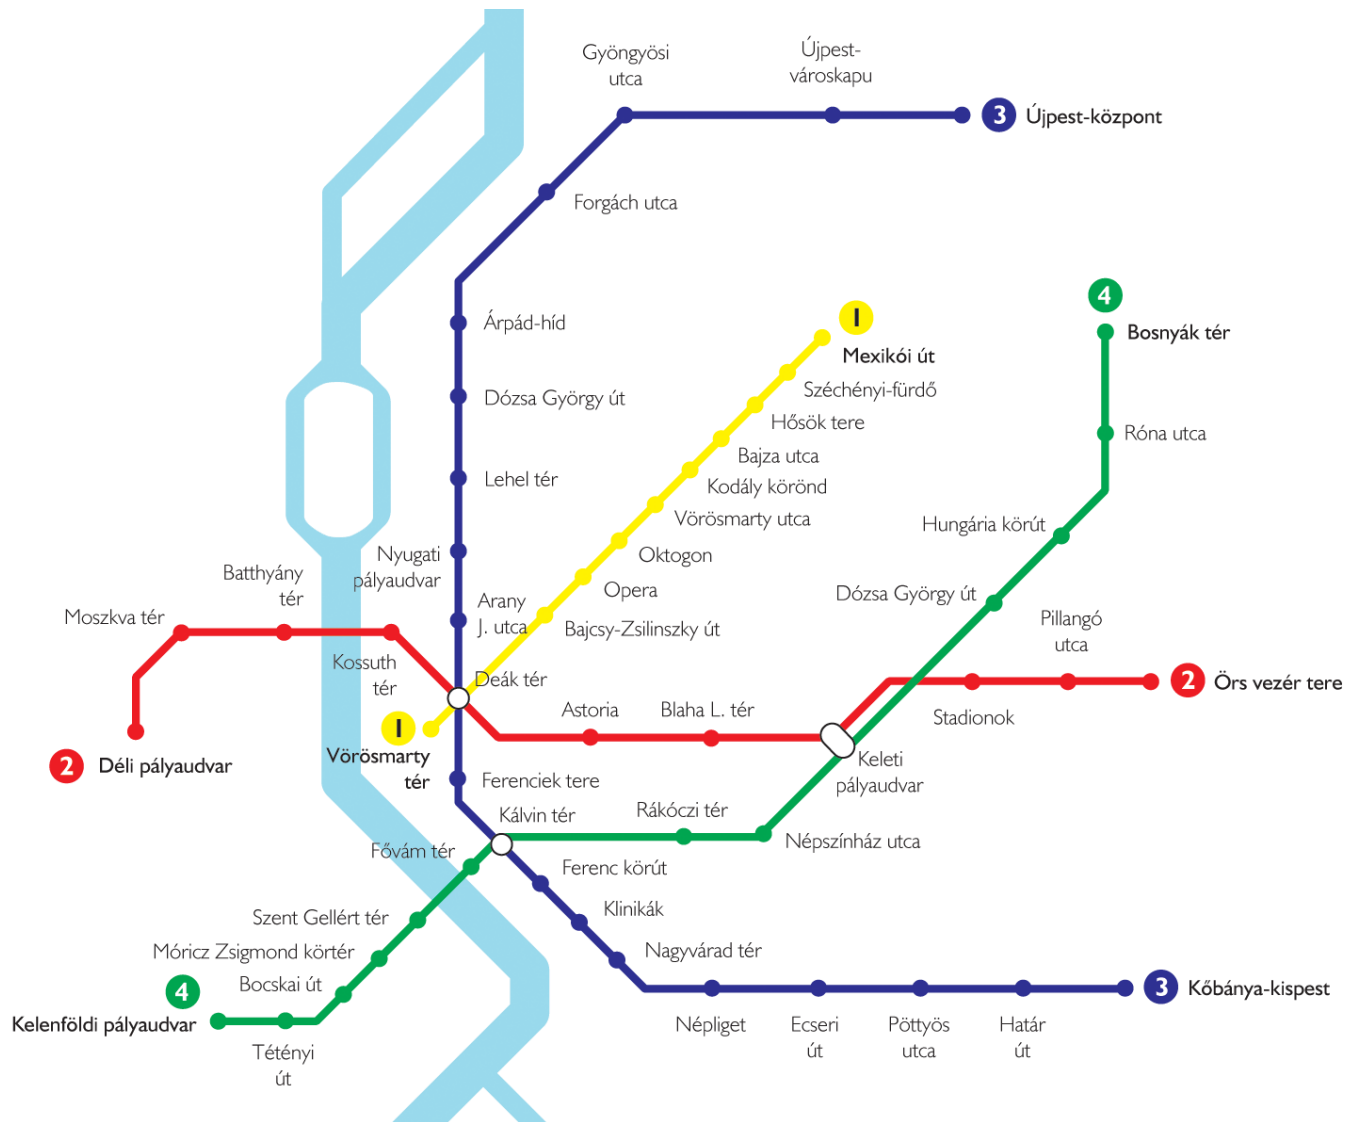 Gyöngyösi
utca
Újpest-
városkapu
3 Újpest-központ
Forgách utca
4
Bosnyák tér
1
Mexikói út
Árpád-híd
Széchényi-fürdő
Dózsa György út
Hősök tere
Róna utca
Bajza utca
Lehel tér
Kodály körönd
Vörösmarty utca
Hungária körút
Nyugati
pályaudvar
Oktogon
Batthyány
tér
Opera
Dózsa György út
Arany
J. utca
Moszkva tér
Bajcsy-Zsilinszky út
Pillangó
utca
Kossuth
tér
Deák tér
2 Örs vezér tere
Astoria
Blaha L. tér
Stadionok
1
Vörösmarty
tér
2 Déli pályaudvar
Keleti
pályaudvar
Ferenciek tere
Kálvin tér
Rákóczi tér
Népszínház utca
Fővám tér
Ferenc körút
Szent Gellért tér
Klinikák
Móricz Zsigmond körtér
Nagyvárad tér
Bocskai út
4
Kelenföldi pályaudvar
3 Kőbánya-kispest
Tétényi
út
Népliget
Ecseri
út
Pöttyös
utca
Határ
út